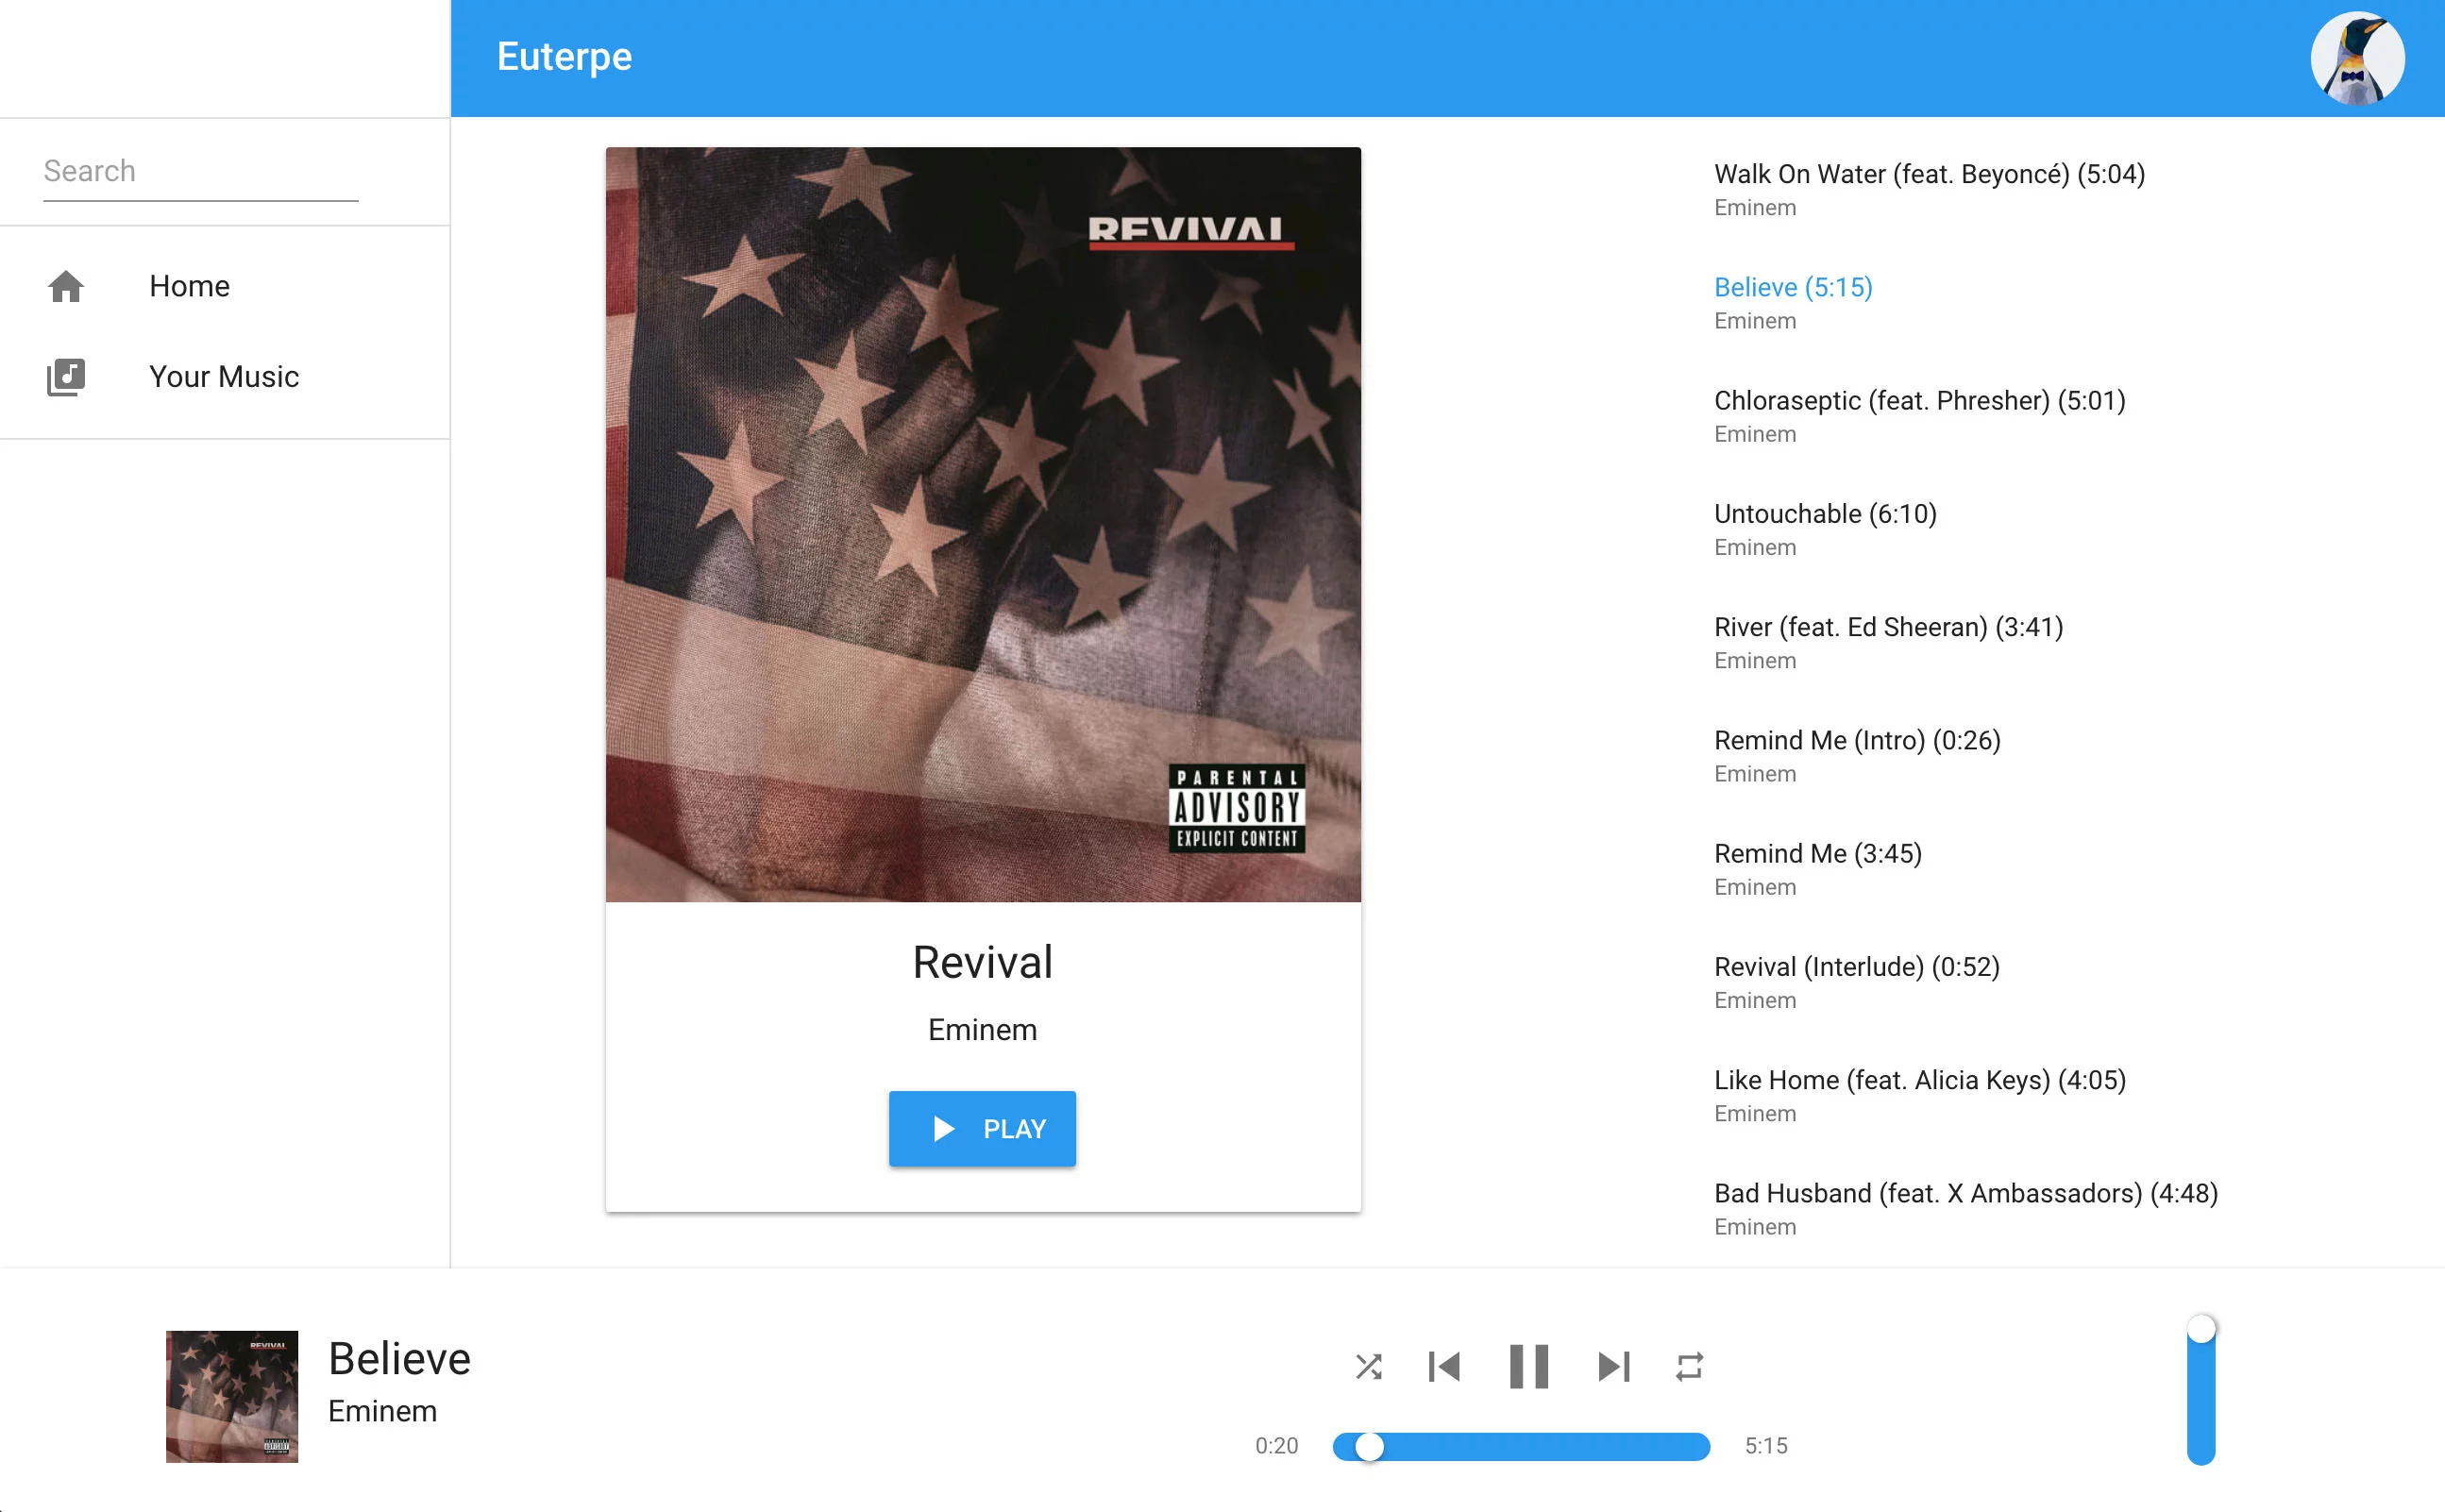 Euterpe
Search
Home
Your Music
REVIVAL
PARENTAL
ADVISORY
EXPLICIT CONTENT
Revival
Eminem
PLAY
Walk On Water (feat. Beyoncé) (5:04)
Eminem
Believe (5:15)
Eminem
Chloraseptic (feat. Phresher) (5:01)
Eminem
Untouchable (6:10)
Eminem
River (feat. Ed Sheeran) (3:41)
Eminem
Remind Me (Intro) (0:26)
Eminem
Remind Me (3:45)
Eminem
Revival (Interlude) (0:52)
Eminem
Like Home (feat. Alicia Keys) (4:05)
Eminem
Bad Husband (feat. X Ambassadors) (4:48)
Eminem
REVIVAL
ADVISORY
Believe
Eminem
0:20
5:15